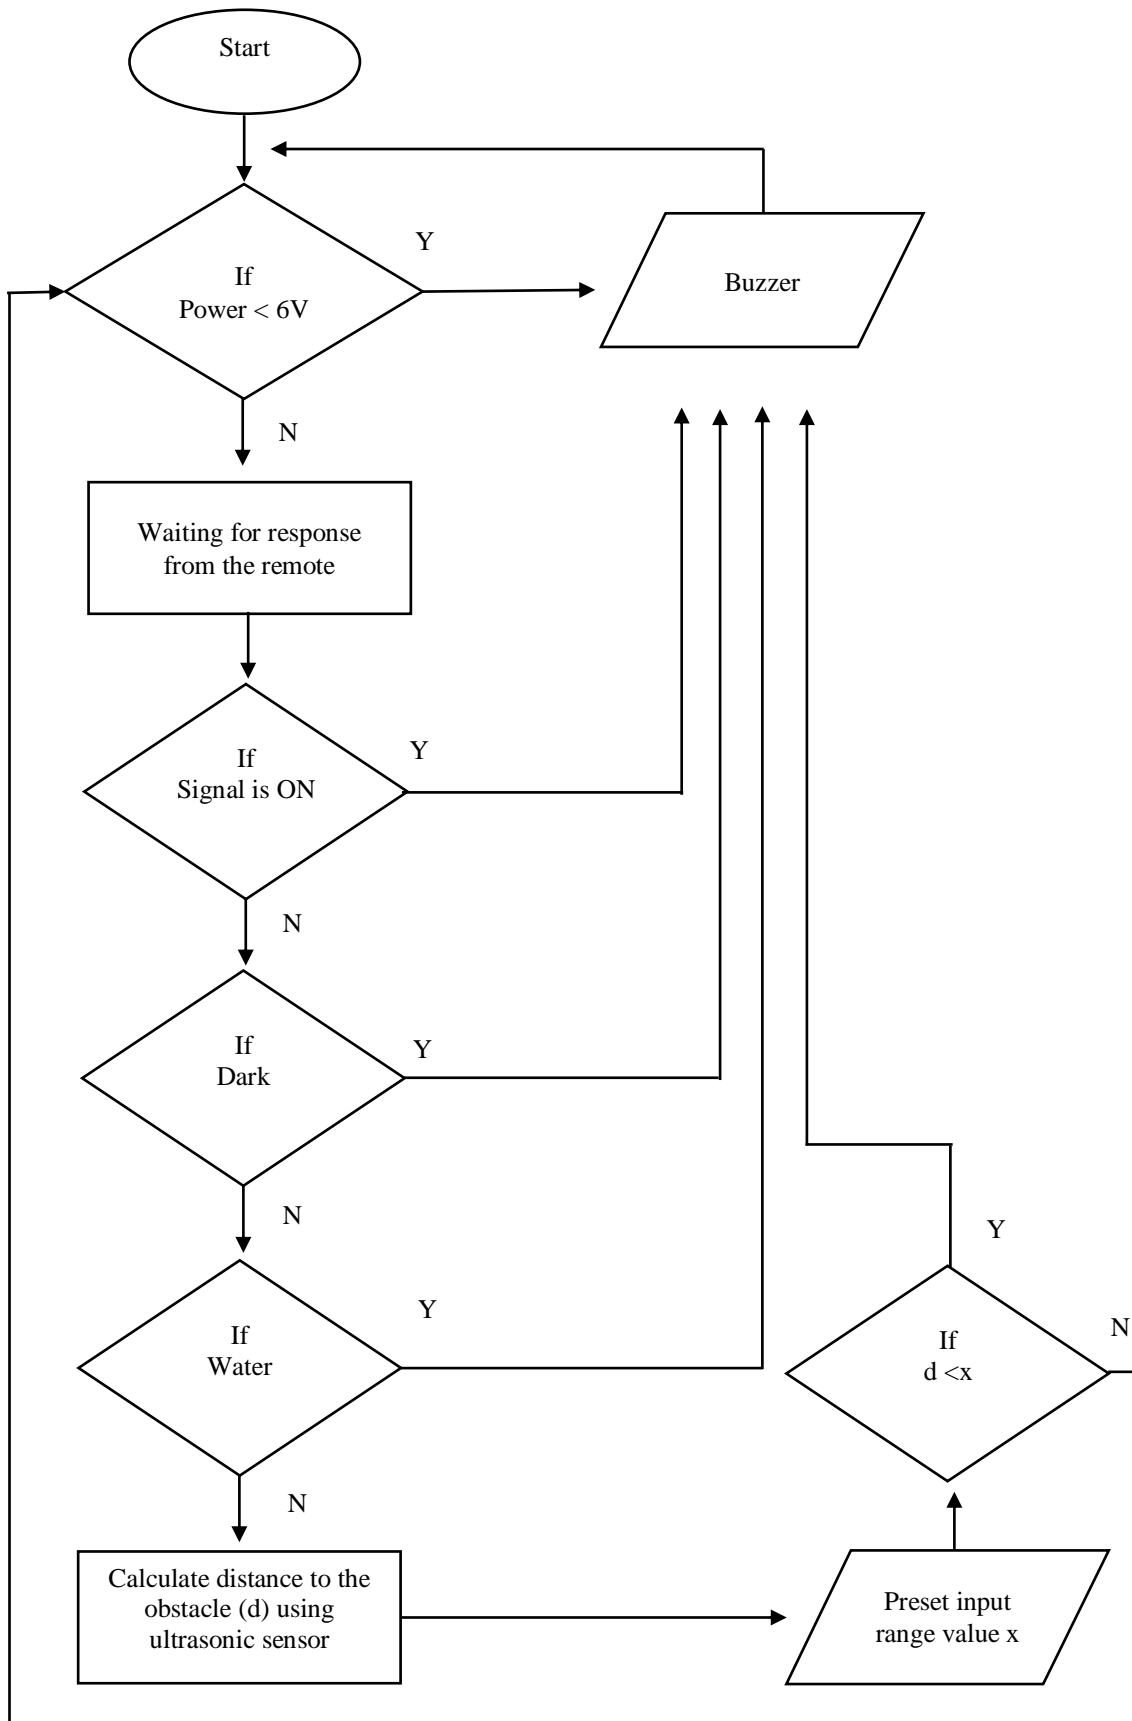 Start
Y
If
Power < 6V
Buzzer
N
Waiting for response
from the remote
If
Signal is ON
Y
N
If
Dark
Y
N
If
Water
Y
N
Calculate distance to the
obstacle (d) using
ultrasonic sensor
Preset input
range value x
If
d <x
Y
N